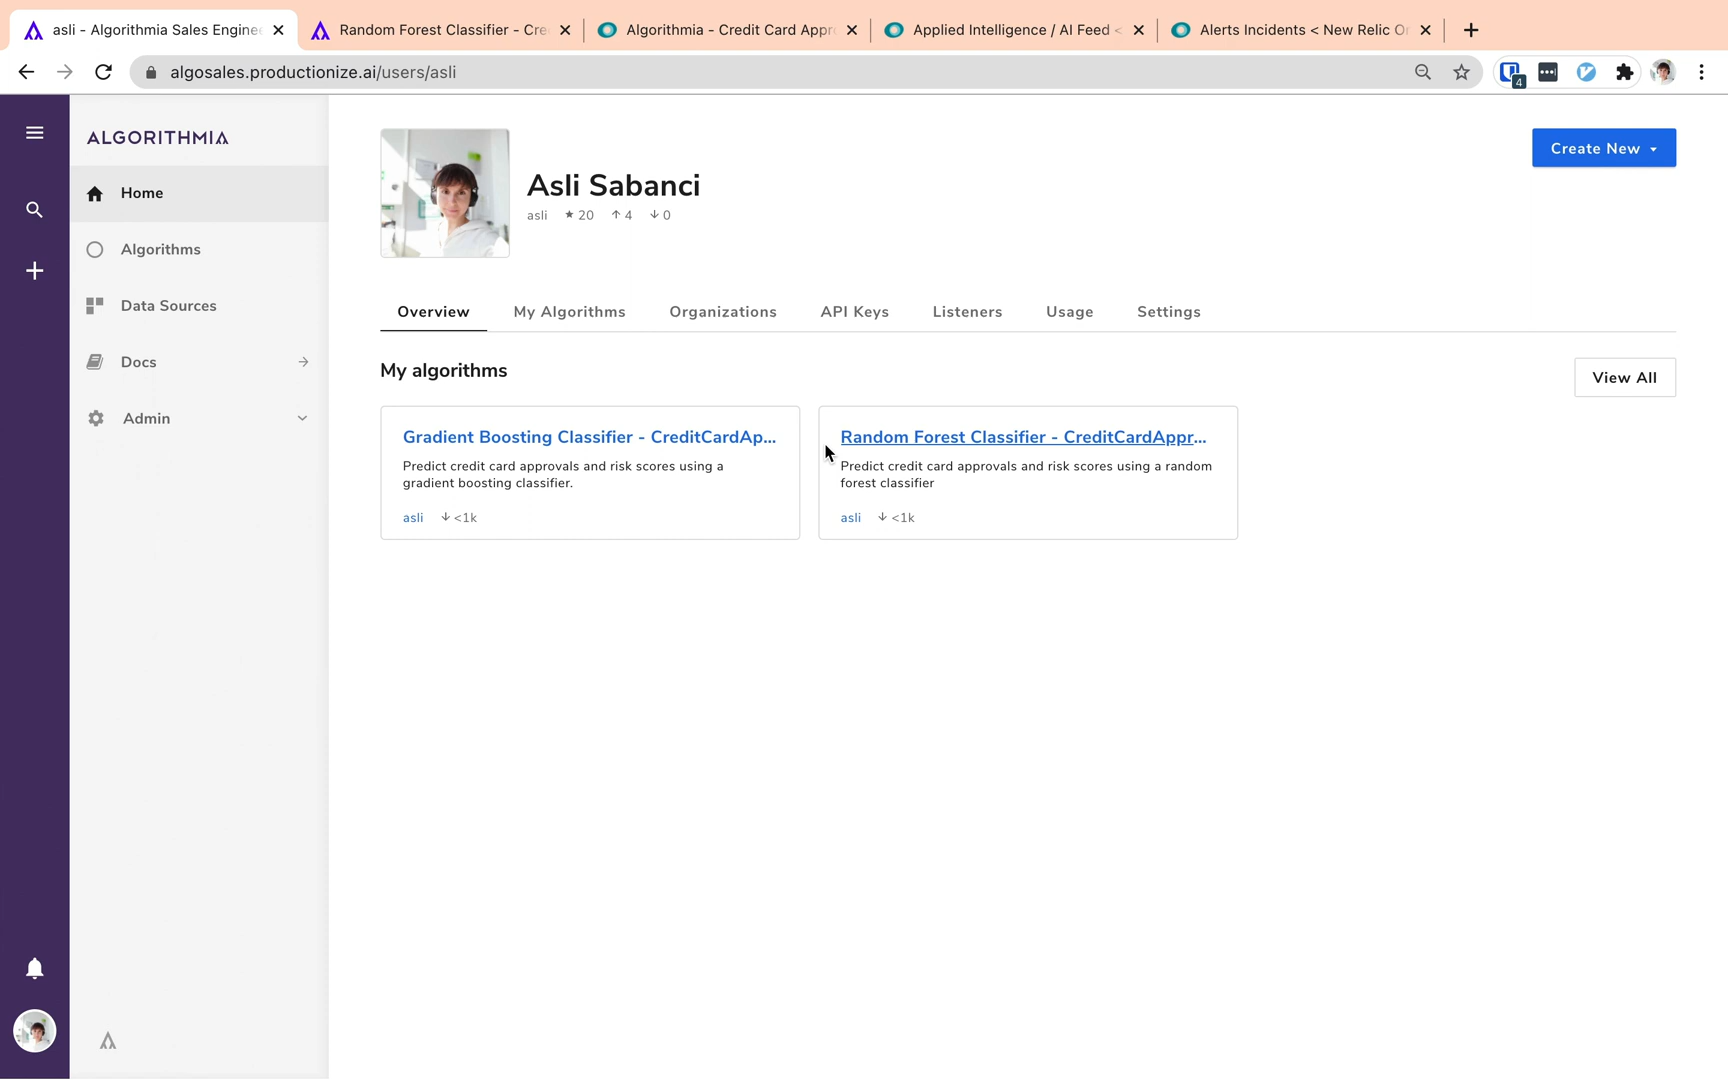 asli - Algorithmia Sales Engine
Random Forest Classifier - Cre
Algorithmia - Credit Card Appr
Applied Intelligence / AI Feed <
Alerts Incidents < New Relic Or
algosales.productionize.ai/users/asli
4
ALGORITHMIA
Home
Algorithms
Data Sources
Docs
Admin
Asli Sabanci
asli 20 4 0
Create New
Overview
My Algorithms
Organizations
API Keys
Listeners
Usage
Settings
My algorithms
View All
Gradient Boosting Classifier - CreditCardAp...
Predict credit card approvals and risk scores using a
gradient boosting classifier.
asli <1k
Random Forest Classifier - CreditCardAppr...
Predict credit card approvals and risk scores using a random
forest classifier
asli <1k